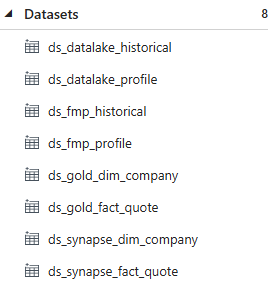 Datasets 8
ds_datalake_historical
ds_datalake_profile
ds_fmp_historical
ds_fmp_profile
ds_gold_dim_company
ds_gold_fact_quote
ds_synapse_dim_company
ds_synapse_fact_quote